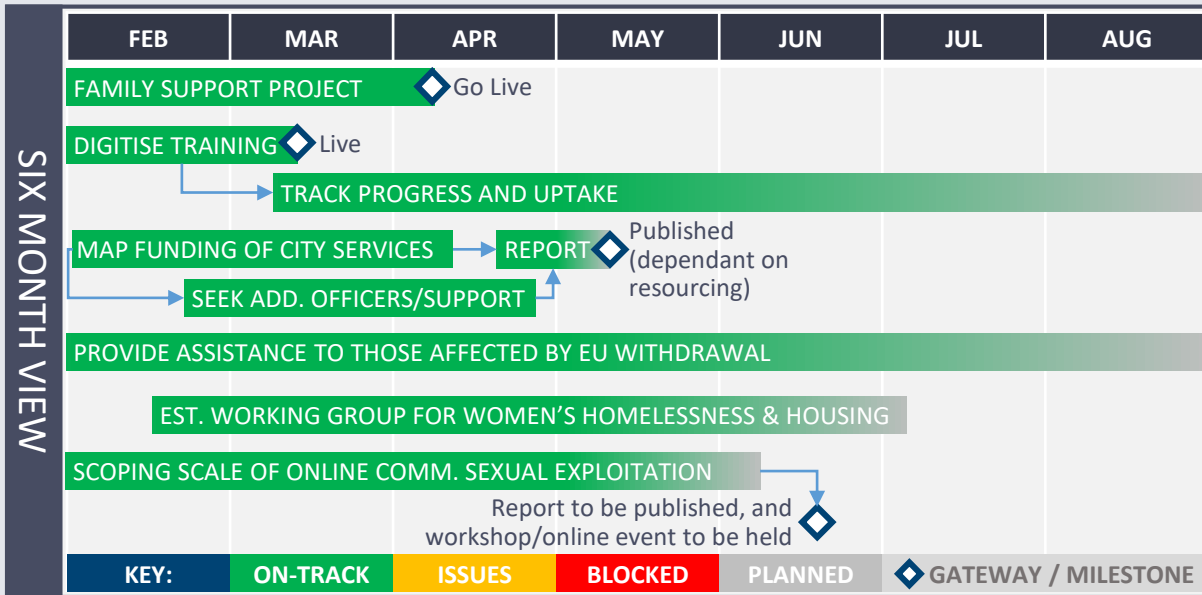 SIX MONTH VIEW
FEB MAR APR MAY JUN JUL AUG
FAMILY SUPPORT PROJECT Go Live
DIGITISE TRAINING Live
TRACK PROGRESS AND UPTAKE
MAP FUNDING OF CITY SERVICES REPORT
Published
(dependant on
resourcing)
SEEK ADD. OFFICERS/SUPPORT
PROVIDE ASSISTANCE TO THOSE AFFECTED BY EU WITHDRAWAL
EST. WORKING GROUP FOR WOMEN’S HOMELESSNESS & HOUSING
SCOPING SCALE OF ONLINE COMM. SEXUAL EXPLOITATION
Report to be published, and
workshop/online event to be held
KEY: ON-TRACK ISSUES BLOCKED PLANNED GATEWAY / MILESTONE